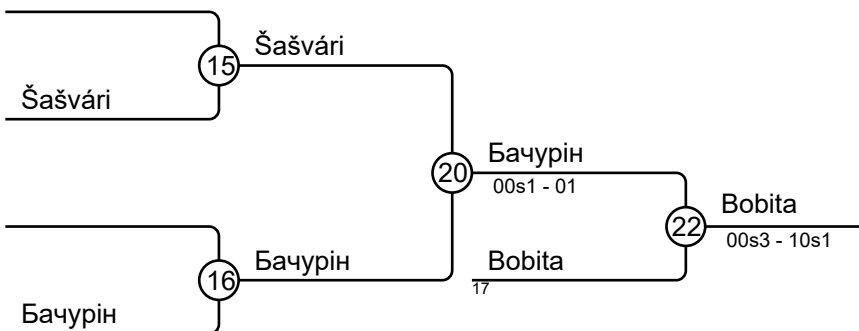 Šašvári
15
Šašvári
Бачурін
20
00s1 - 01
Bobita
22
00s3 - 10s1
Бачурін
16
Bobita
17
Бачурін